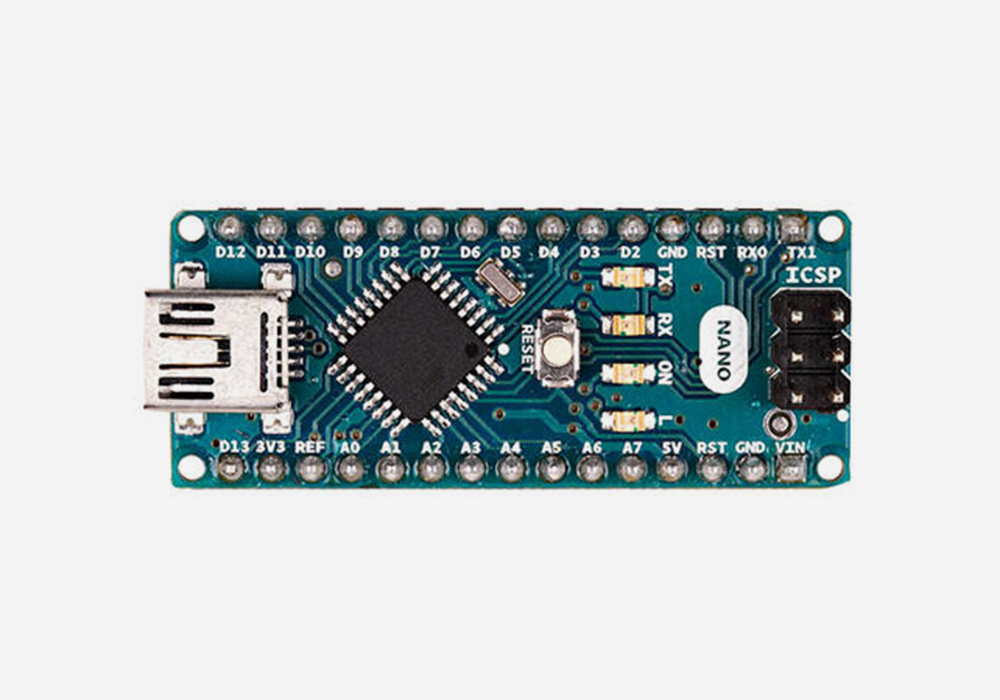 D12 D11 D10 D9 D8 D7 D6 D5 D4 D3 D2 GND RST RX0 TX1
ICSP
TX
RX
ON
L
RESET
NANO
D13 3V3 REF A0 A1 A2 A3 A4 A5 A6 A7 5V RST GND VIN